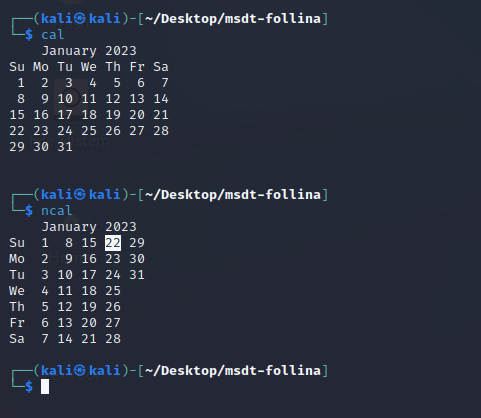 ┌──(kali㉿kali)-[~/Desktop/msdt-follina]
└─$ cal
    January 2023
Su Mo Tu We Th Fr Sa
 1  2  3  4  5  6  7
 8  9 10 11 12 13 14
15 16 17 18 19 20 21
22 23 24 25 26 27 28
29 30 31
┌──(kali㉿kali)-[~/Desktop/msdt-follina]
└─$ ncal
    January 2023
Su  1  8 15 22 29
Mo  2  9 16 23 30
Tu  3 10 17 24 31
We  4 11 18 25
Th  5 12 19 26
Fr  6 13 20 27
Sa  7 14 21 28
┌──(kali㉿kali)-[~/Desktop/msdt-follina]
└─$